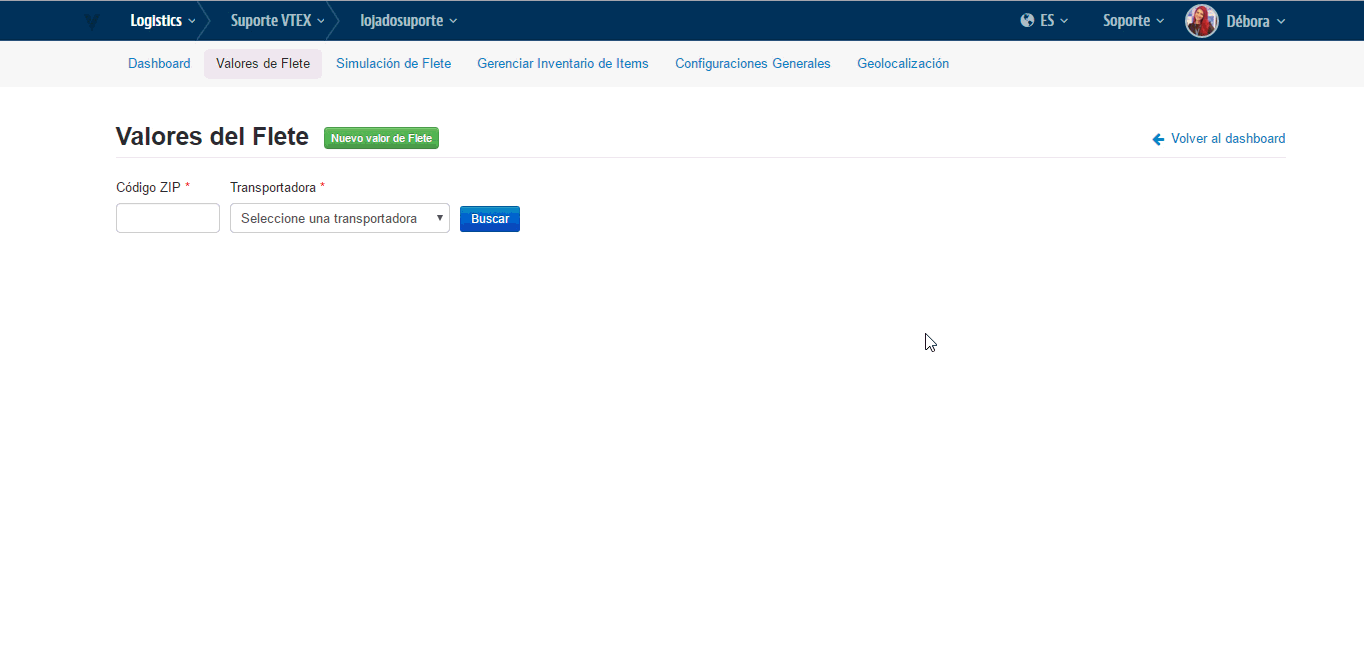 Logistics Suporte VTEX lojadosuporte ES Soporte Débora
Dashboard Valores de Flete Simulación de Flete Gerenciar Inventario de Items Configuraciones Generales Geolocalización
Valores del Flete Nuevo valor de Flete Volver al dashboard
Código ZIP * Transportadora *
Seleccione una transportadora Buscar